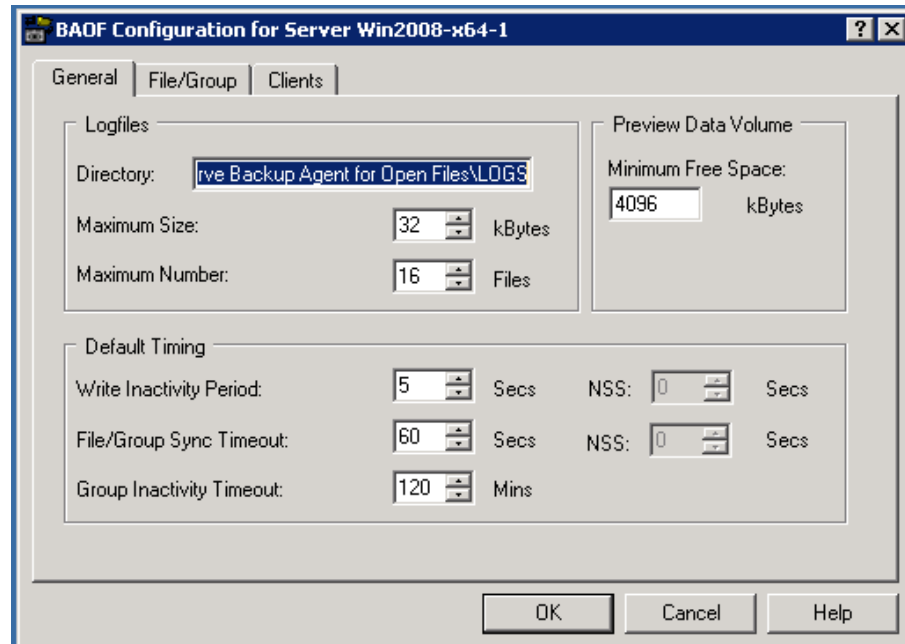 BAOF Configuration for Server Win2008-x64-1
General File/Group Clients
Logfiles
Directory: rve Backup Agent for Open Files\LOGS
Maximum Size: 32 kBytes
Maximum Number: 16 Files
Preview Data Volume
Minimum Free Space:
4096 kBytes
Default Timing
Write Inactivity Period: 5 Secs NSS: 0 Secs
File/Group Sync Timeout: 60 Secs NSS: 0 Secs
Group Inactivity Timeout: 120 Mins
OK Cancel Help